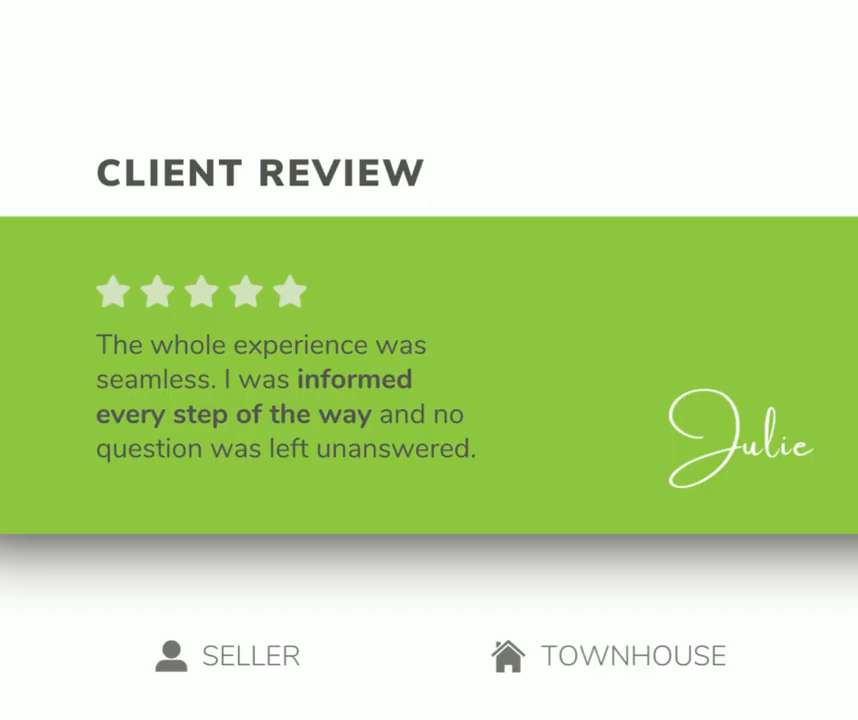 CLIENT REVIEW
The whole experience was
seamless. I was informed
every step of the way and no
question was left unanswered.
Julie
SELLER
TOWNHOUSE